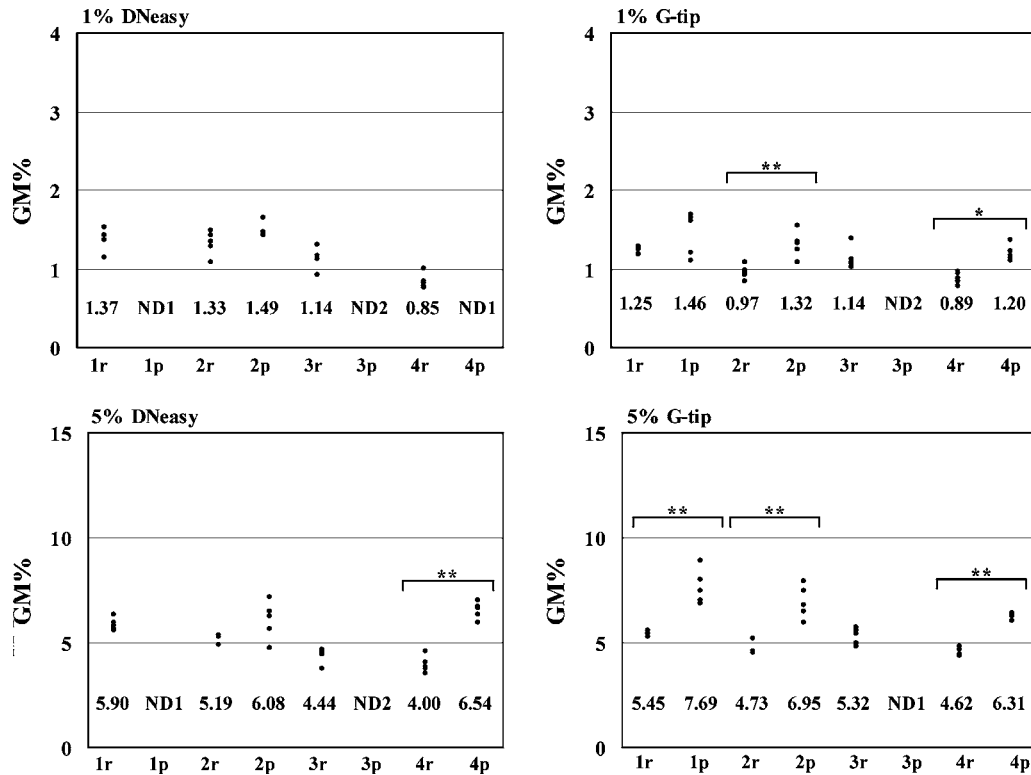 1% DNeasy
GM%
4
3
2
1
0
1.37 ND1 1.33 1.49 1.14 ND2 0.85 ND1
1r 1p 2r 2p 3r 3p 4r 4p
1% G-tip
GM%
4
3
2
1
0
** *
1.25 1.46 0.97 1.32 1.14 ND2 0.89 1.20
1r 1p 2r 2p 3r 3p 4r 4p
5% DNeasy
GM%
15
10
5
0
**
5.90 ND1 5.19 6.08 4.44 ND2 4.00 6.54
1r 1p 2r 2p 3r 3p 4r 4p
5% G-tip
GM%
15
10
5
0
** ** **
5.45 7.69 4.73 6.95 5.32 ND1 4.62 6.31
1r 1p 2r 2p 3r 3p 4r 4p